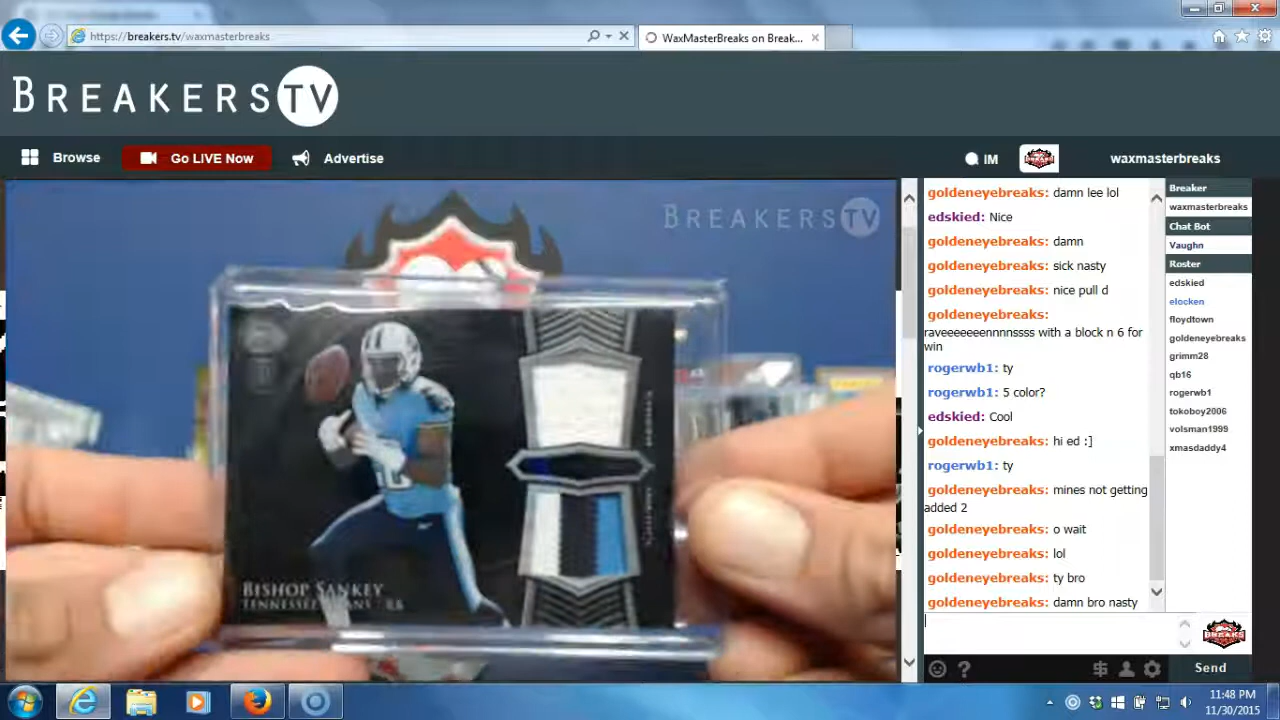 https://breakers.tv/waxmasterbreaks
WaxMasterBreaks on Break...
BREAKERS TV
Browse
Go LIVE Now
Advertise
IM
waxmasterbreaks
BREAKERS TV
BISHOP SANKEY
goldeneyebreaks: damn lee lol
edskied: Nice
goldeneyebreaks: damn
goldeneyebreaks: sick nasty
goldeneyebreaks: nice pull d
goldeneyebreaks:
raveeeeeeennnnssss with a block n 6 for
win
rogerwb1: ty
rogerwb1: 5 color?
edskied: Cool
goldeneyebreaks: hi ed :]
rogerwb1: ty
goldeneyebreaks: mines not getting
added 2
goldeneyebreaks: o wait
goldeneyebreaks: lol
goldeneyebreaks: ty bro
goldeneyebreaks: damn bro nasty
Breaker
waxmasterbreaks
Chat Bot
Vaughn
Roster
edskied
elocken
floydtown
goldeneyebreaks
grimm28
qb16
rogerwb1
tokoboy2006
volsman1999
xmasdaddy4
BREAKS
Send
11:48 PM
11/30/2015